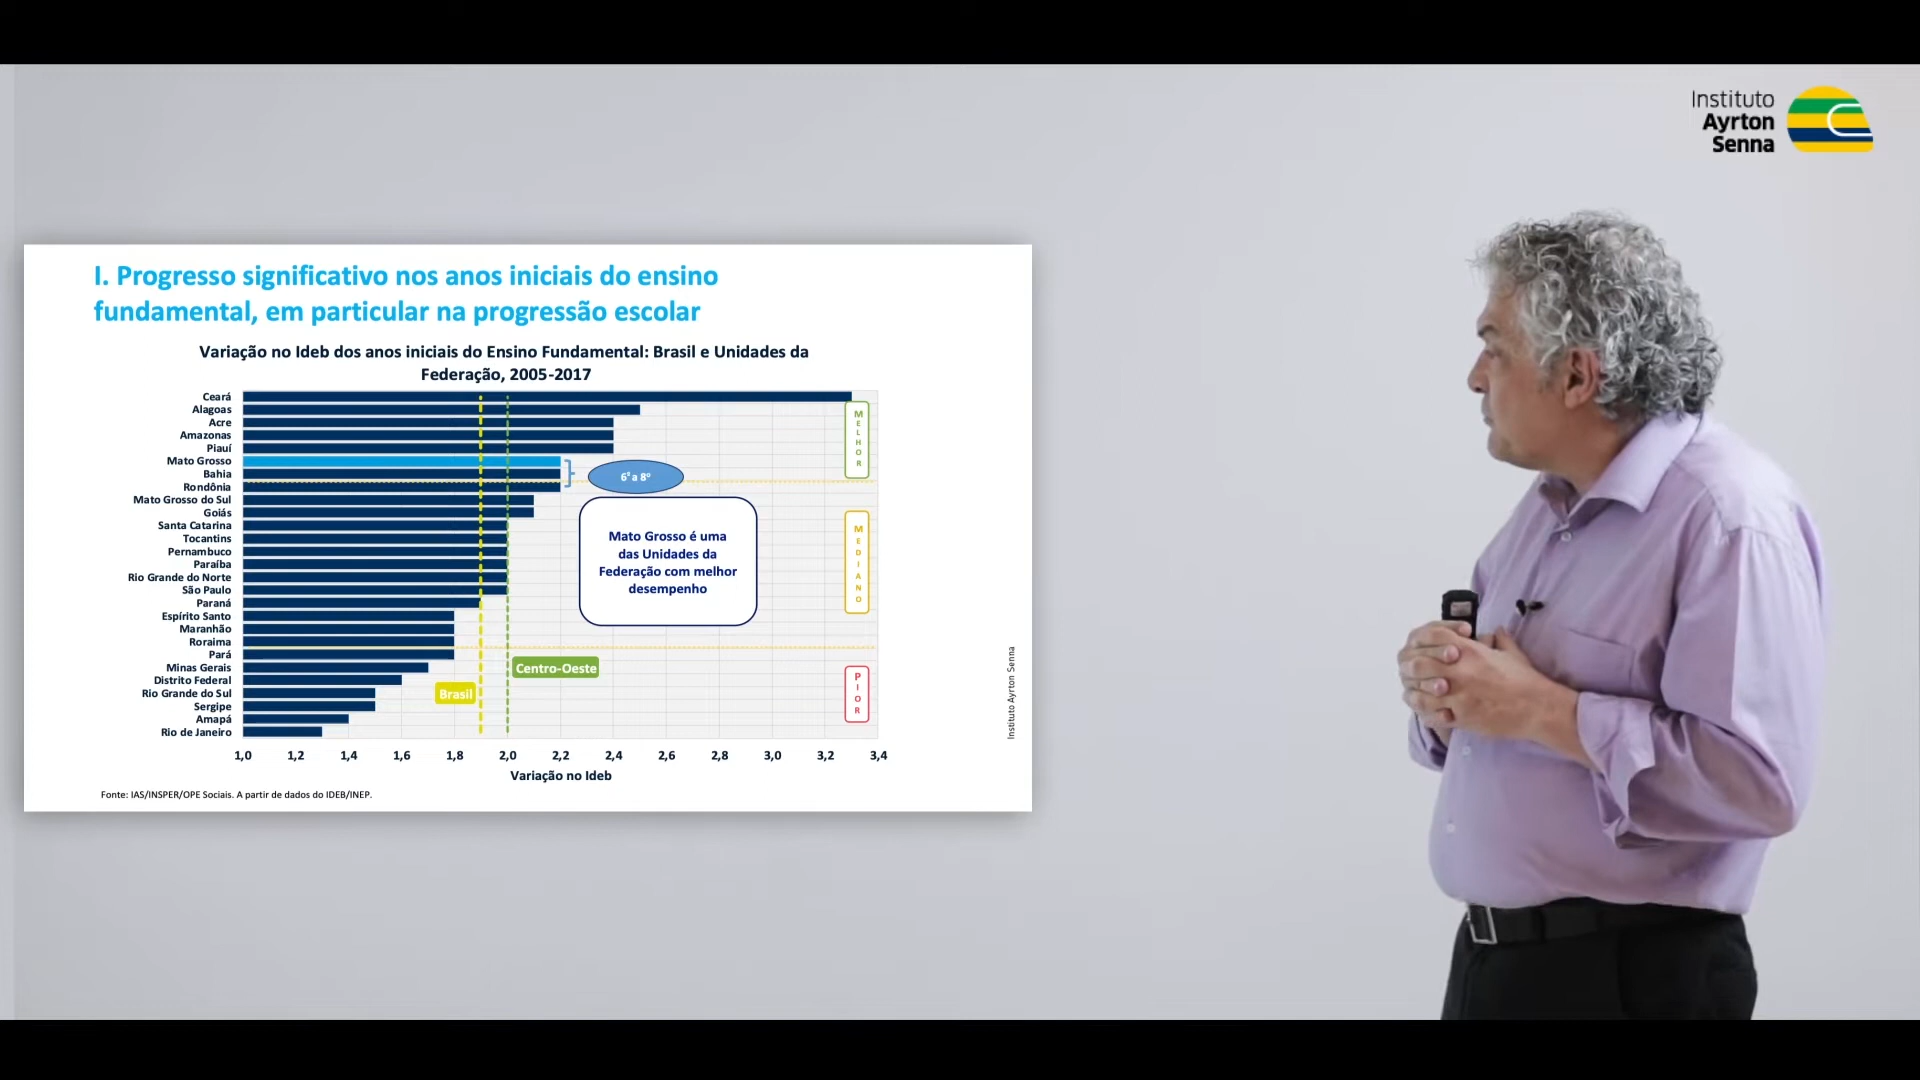 Instituto
Ayrton
Senna
I. Progresso significativo nos anos iniciais do ensino
fundamental, em particular na progressão escolar
Variação no Ideb dos anos iniciais do Ensino Fundamental: Brasil e Unidades da
Federação, 2005-2017
Ceará
Alagoas
Acre
Amazonas
Piauí
Mato Grosso
Bahia
Rondônia
Mato Grosso do Sul
Goiás
Santa Catarina
Tocantins
Pernambuco
Paraíba
Rio Grande do Norte
São Paulo
Paraná
Espírito Santo
Maranhão
Roraima
Pará
Minas Gerais
Distrito Federal
Rio Grande do Sul
Sergipe
Amapá
Rio de Janeiro
MELHOR
6º a 8º
Mato Grosso é uma
das Unidades da
Federação com melhor
desempenho
MEDIANO
Centro-Oeste
Brasil
PIOR
1,0 1,2 1,4 1,6 1,8 2,0 2,2 2,4 2,6 2,8 3,0 3,2 3,4
Variação no Ideb
Fonte: IAS/INSPER/OPE Sociais. A partir de dados do IDEB/INEP.
Instituto Ayrton Senna